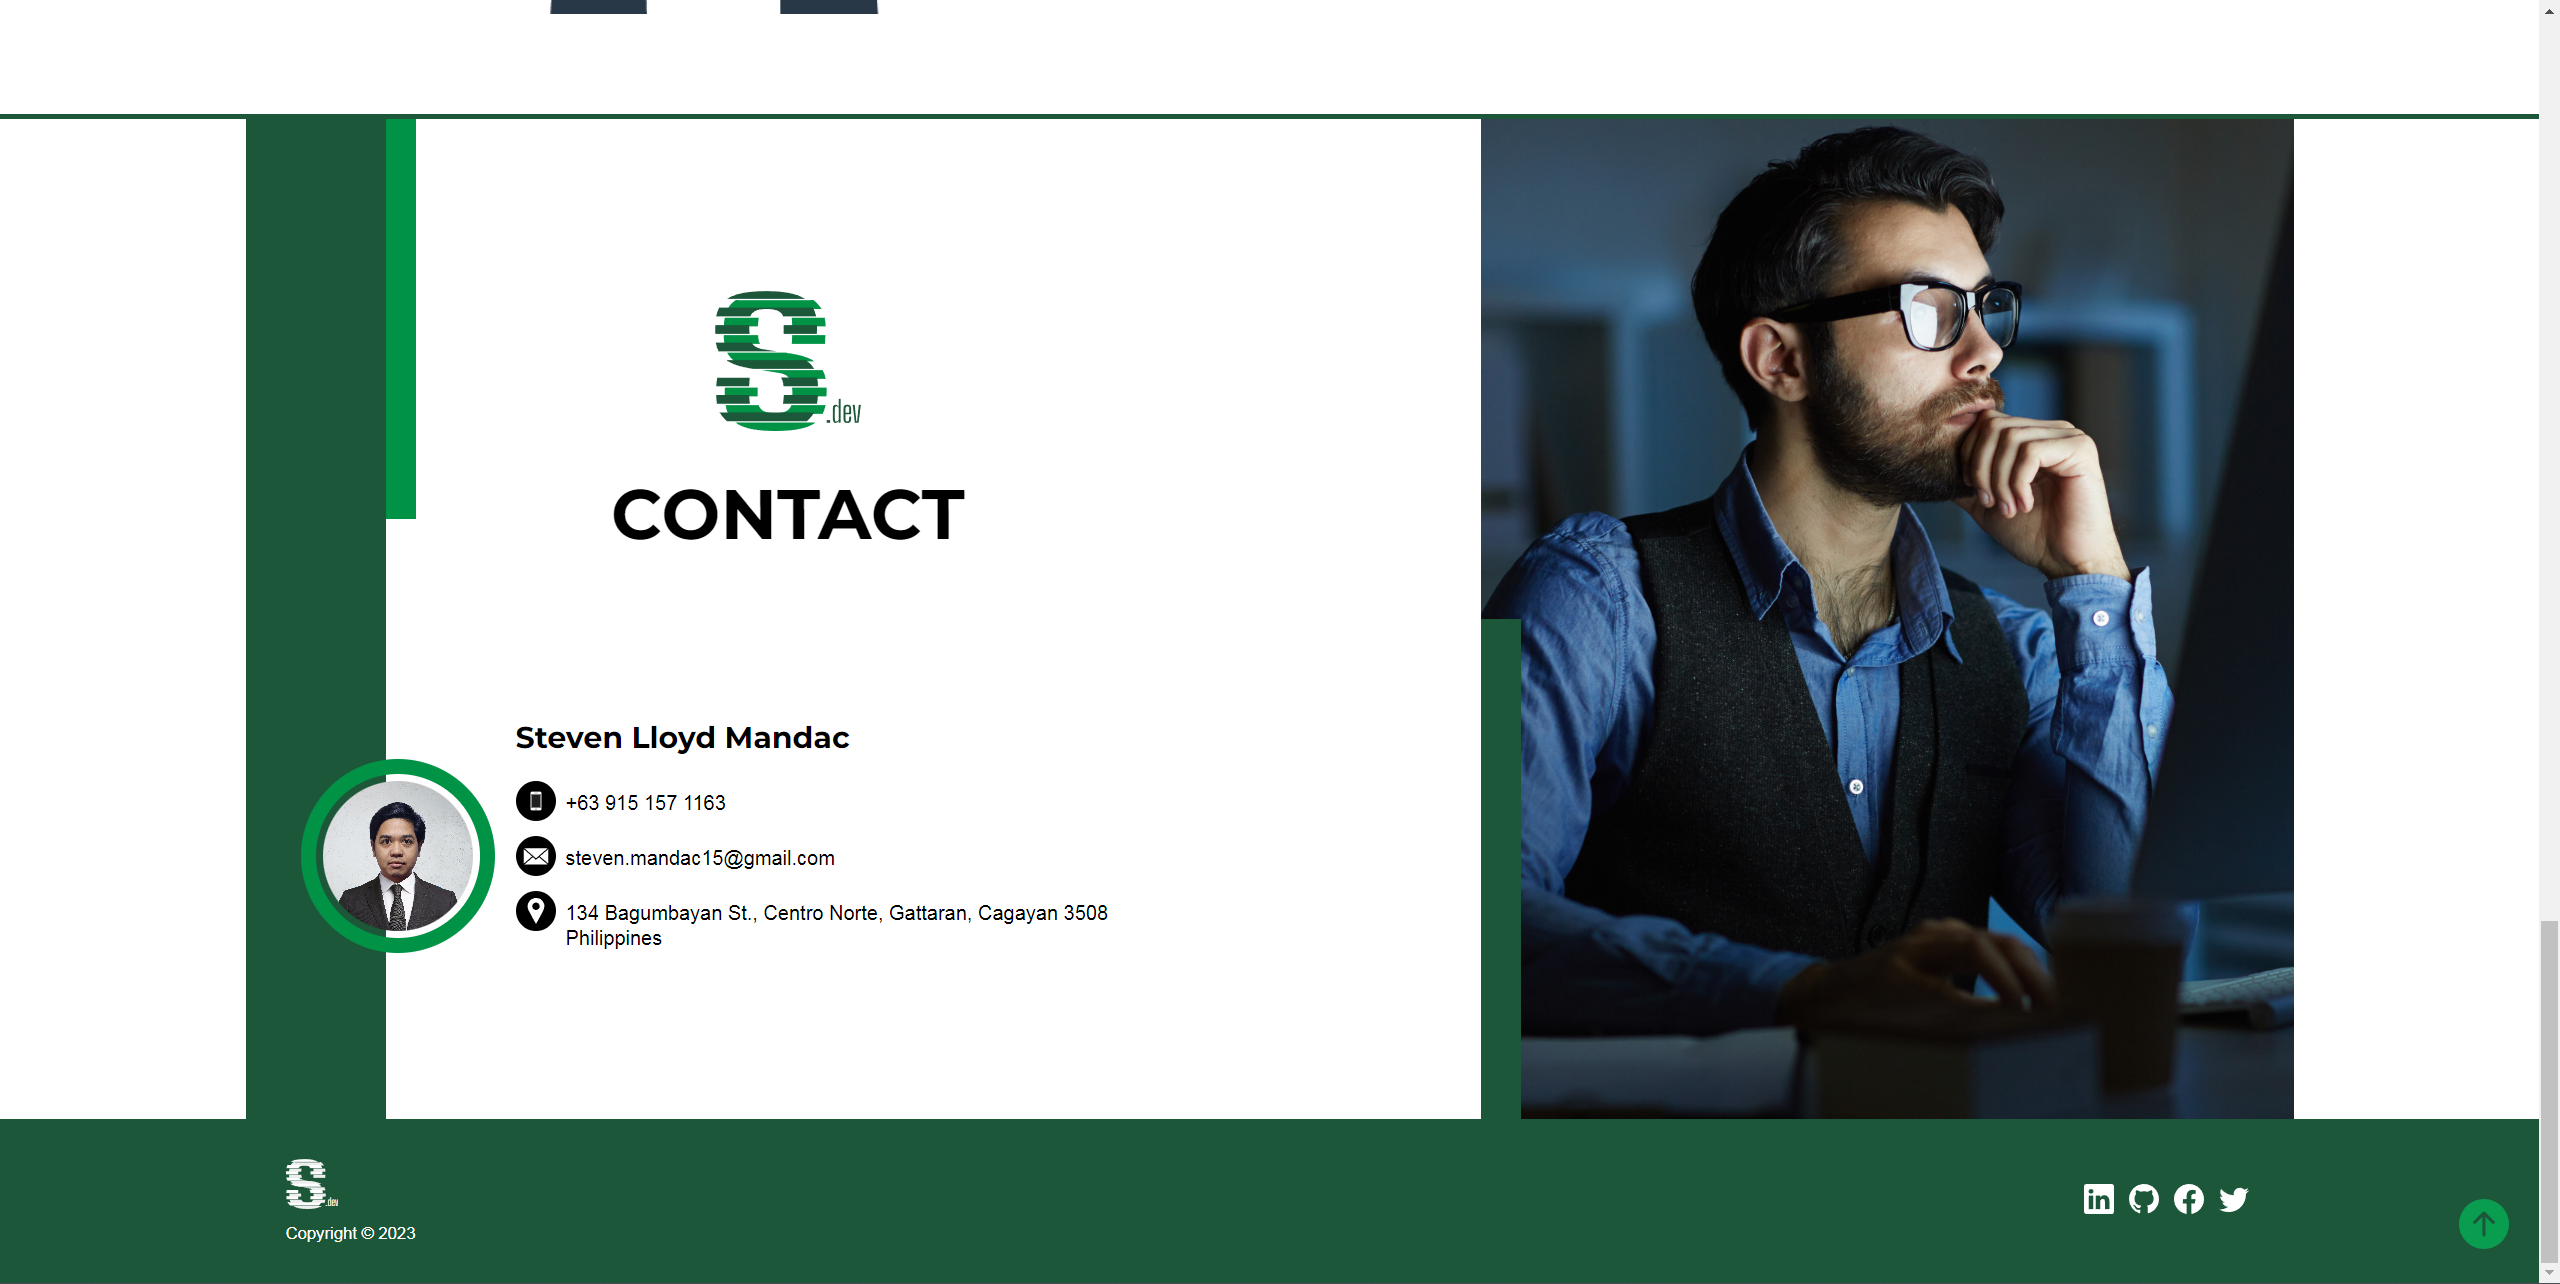 S.dev
CONTACT
Steven Lloyd Mandac
+63 915 157 1163
steven.mandac15@gmail.com
134 Bagumbayan St., Centro Norte, Gattaran, Cagayan 3508
Philippines
S.dev
Copyright © 2023
in